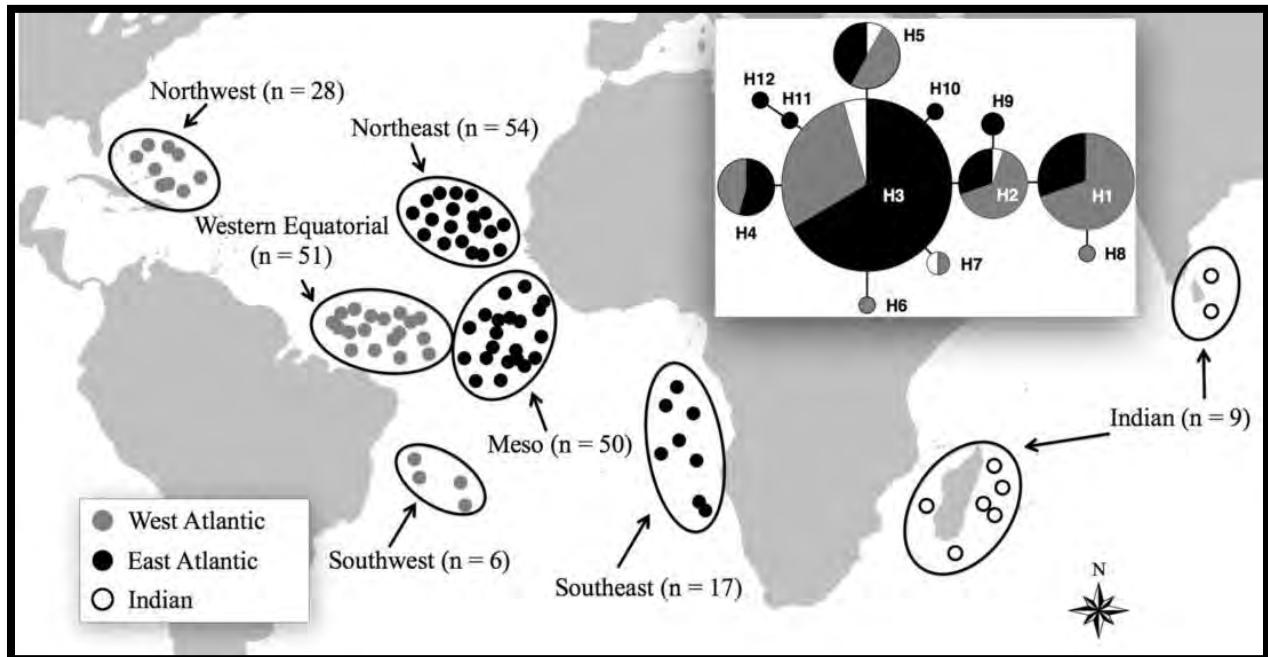 Northwest (n = 28)
Northeast (n = 54)
Western Equatorial
(n = 51)
Meso (n = 50)
Southwest (n = 6)
Southeast (n = 17)
Indian (n = 9)
West Atlantic
East Atlantic
Indian
N
H5
H12
H11
H10
H9
H4
H3
H2
H1
H8
H7
H6